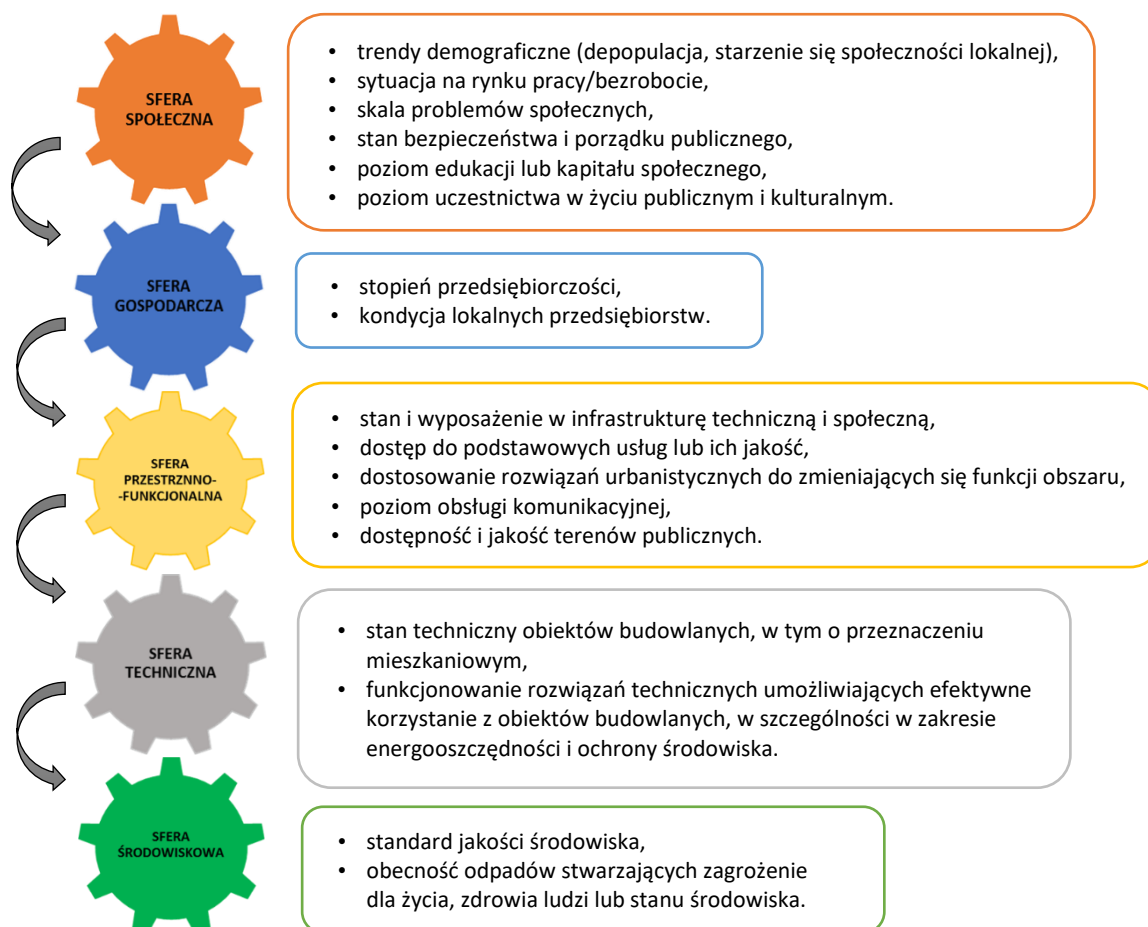 SFERA
SPOŁECZNA
• trendy demograficzne (depopulacja, starzenie się społeczności lokalnej),
• sytuacja na rynku pracy/bezrobocie,
• skala problemów społecznych,
• stan bezpieczeństwa i porządku publicznego,
• poziom edukacji lub kapitału społecznego,
• poziom uczestnictwa w życiu publicznym i kulturalnym.
SFERA
GOSPODARCZA
• stopień przedsiębiorczości,
• kondycja lokalnych przedsiębiorstw.
SFERA
PRZESTRZNNO-
-FUNKCJONALNA
• stan i wyposażenie w infrastrukturę techniczną i społeczną,
• dostęp do podstawowych usług lub ich jakość,
• dostosowanie rozwiązań urbanistycznych do zmieniających się funkcji obszaru,
• poziom obsługi komunikacyjnej,
• dostępność i jakość terenów publicznych.
SFERA
TECHNICZNA
• stan techniczny obiektów budowlanych, w tym o przeznaczeniu
mieszkaniowym,
• funkcjonowanie rozwiązań technicznych umożliwiających efektywne
korzystanie z obiektów budowlanych, w szczególności w zakresie
energooszczędności i ochrony środowiska.
SFERA
ŚRODOWISKOWA
• standard jakości środowiska,
• obecność odpadów stwarzających zagrożenie
dla życia, zdrowia ludzi lub stanu środowiska.